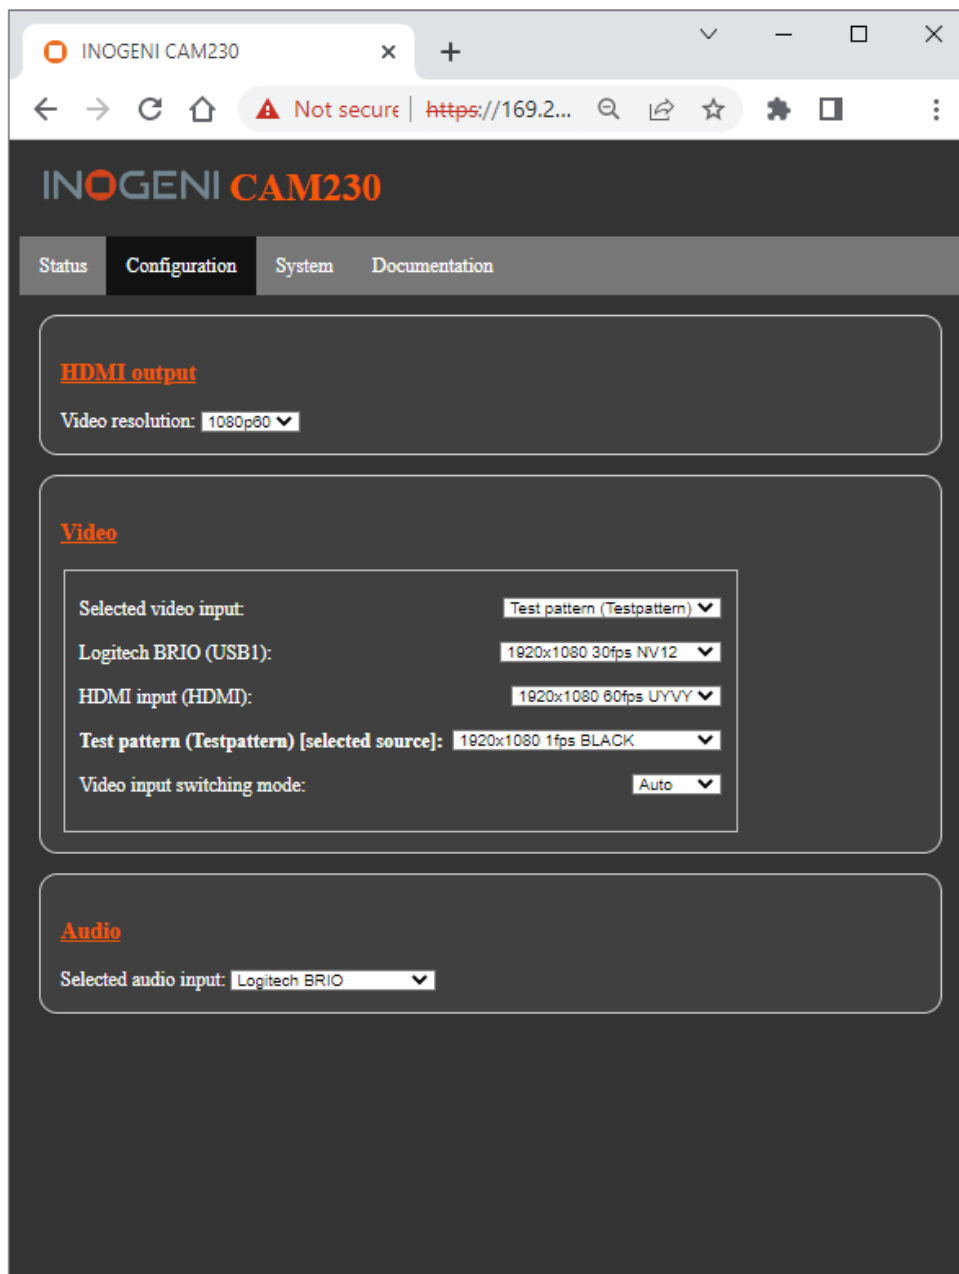 INOGENI CAM230
Not secure https://169.2...
INOGENI CAM230
Status Configuration System Documentation
HDMI output
Video resolution: 1080p60
Video
Selected video input: Test pattern (Testpattern)
Logitech BRIO (USB1): 1920x1080 30fps NV12
HDMI input (HDMI): 1920x1080 60fps UYVY
Test pattern (Testpattern) [selected source]: 1920x1080 1fps BLACK
Video input switching mode: Auto
Audio
Selected audio input: Logitech BRIO